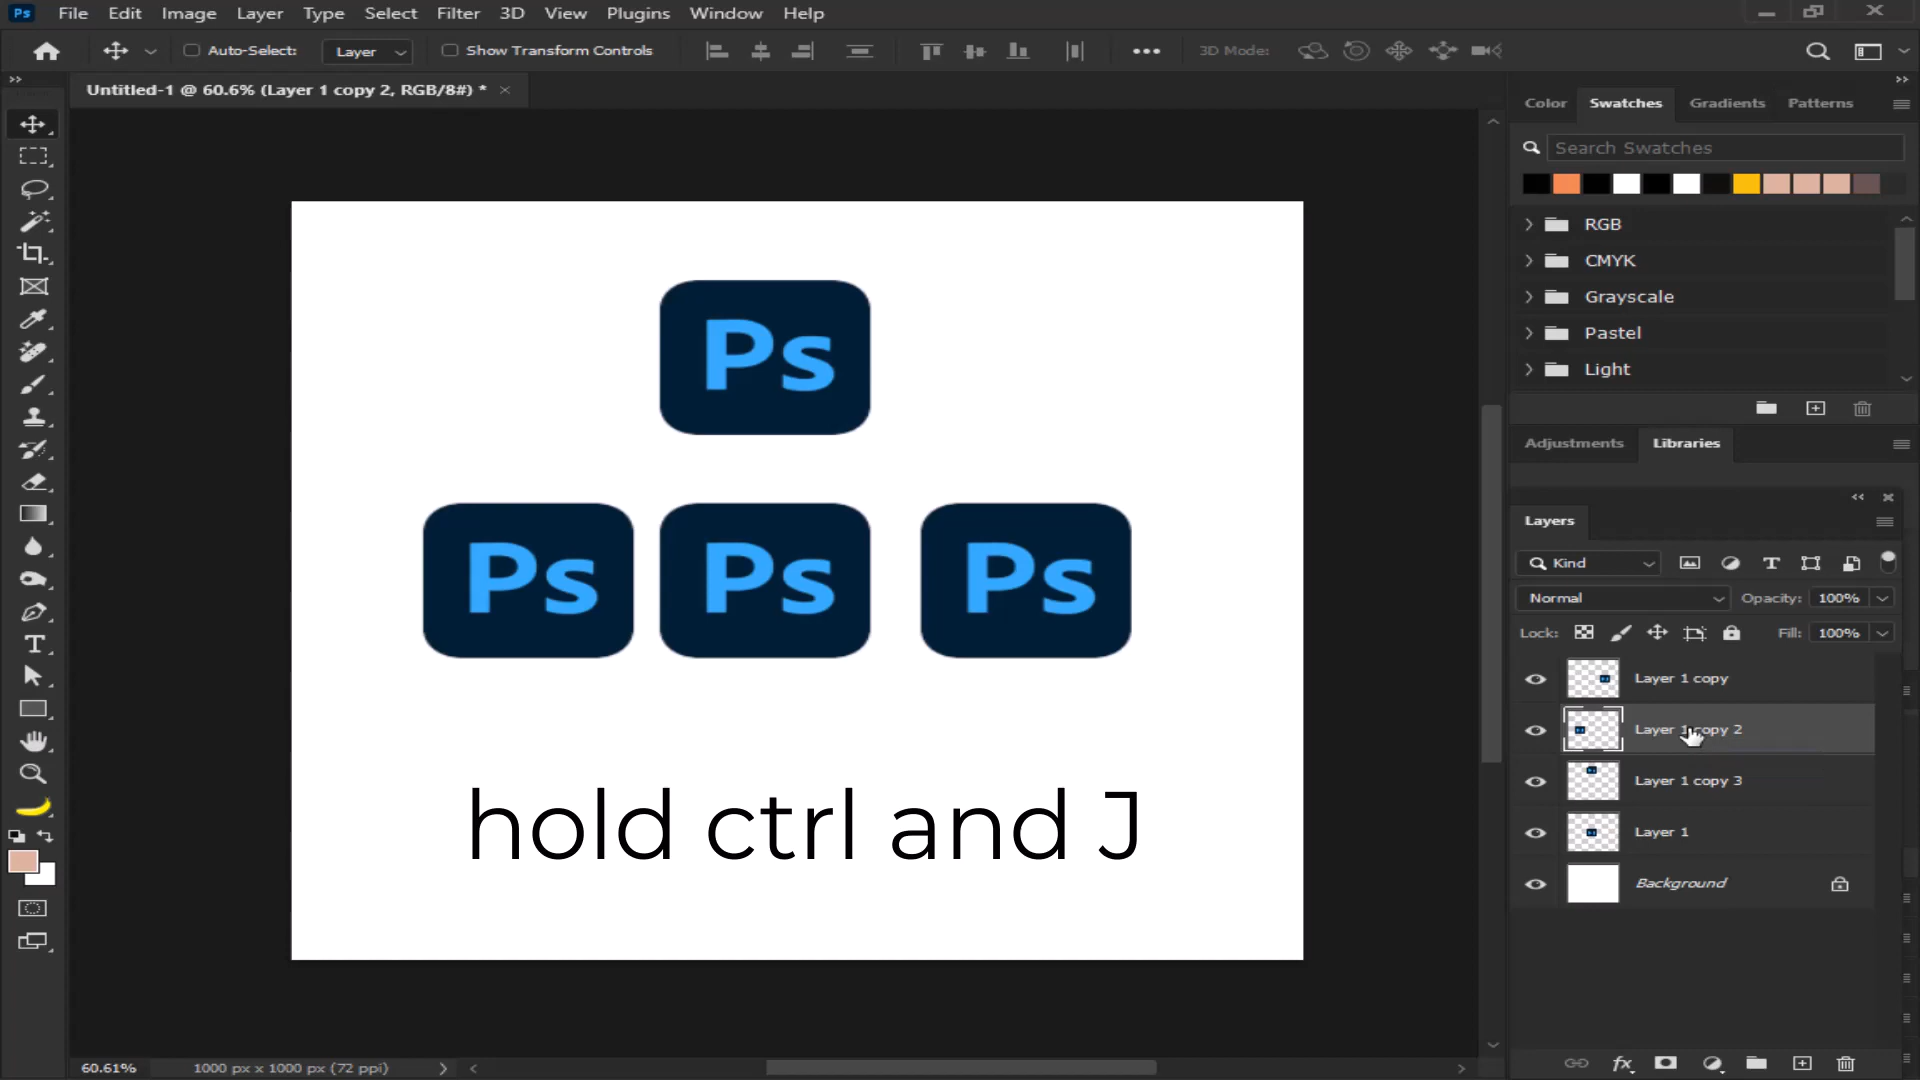 Ps File Edit Image Layer Type Select Filter 3D View Plugins Window Help
Auto-Select: Layer Show Transform Controls 3D Mode:
Untitled-1 @ 60.6% (Layer 1 copy 2, RGB/8#) * ×
Color Swatches Gradients Patterns
Search Swatches
RGB
CMYK
Grayscale
Pastel
Light
Adjustments Libraries
Layers
Kind
Normal Opacity: 100%
Lock: Fill: 100%
Layer 1 copy
Layer 1 copy 2
Layer 1 copy 3
Layer 1
Background
Ps
Ps Ps Ps
hold ctrl and J
60.61% 1000 px x 1000 px (72 ppi)